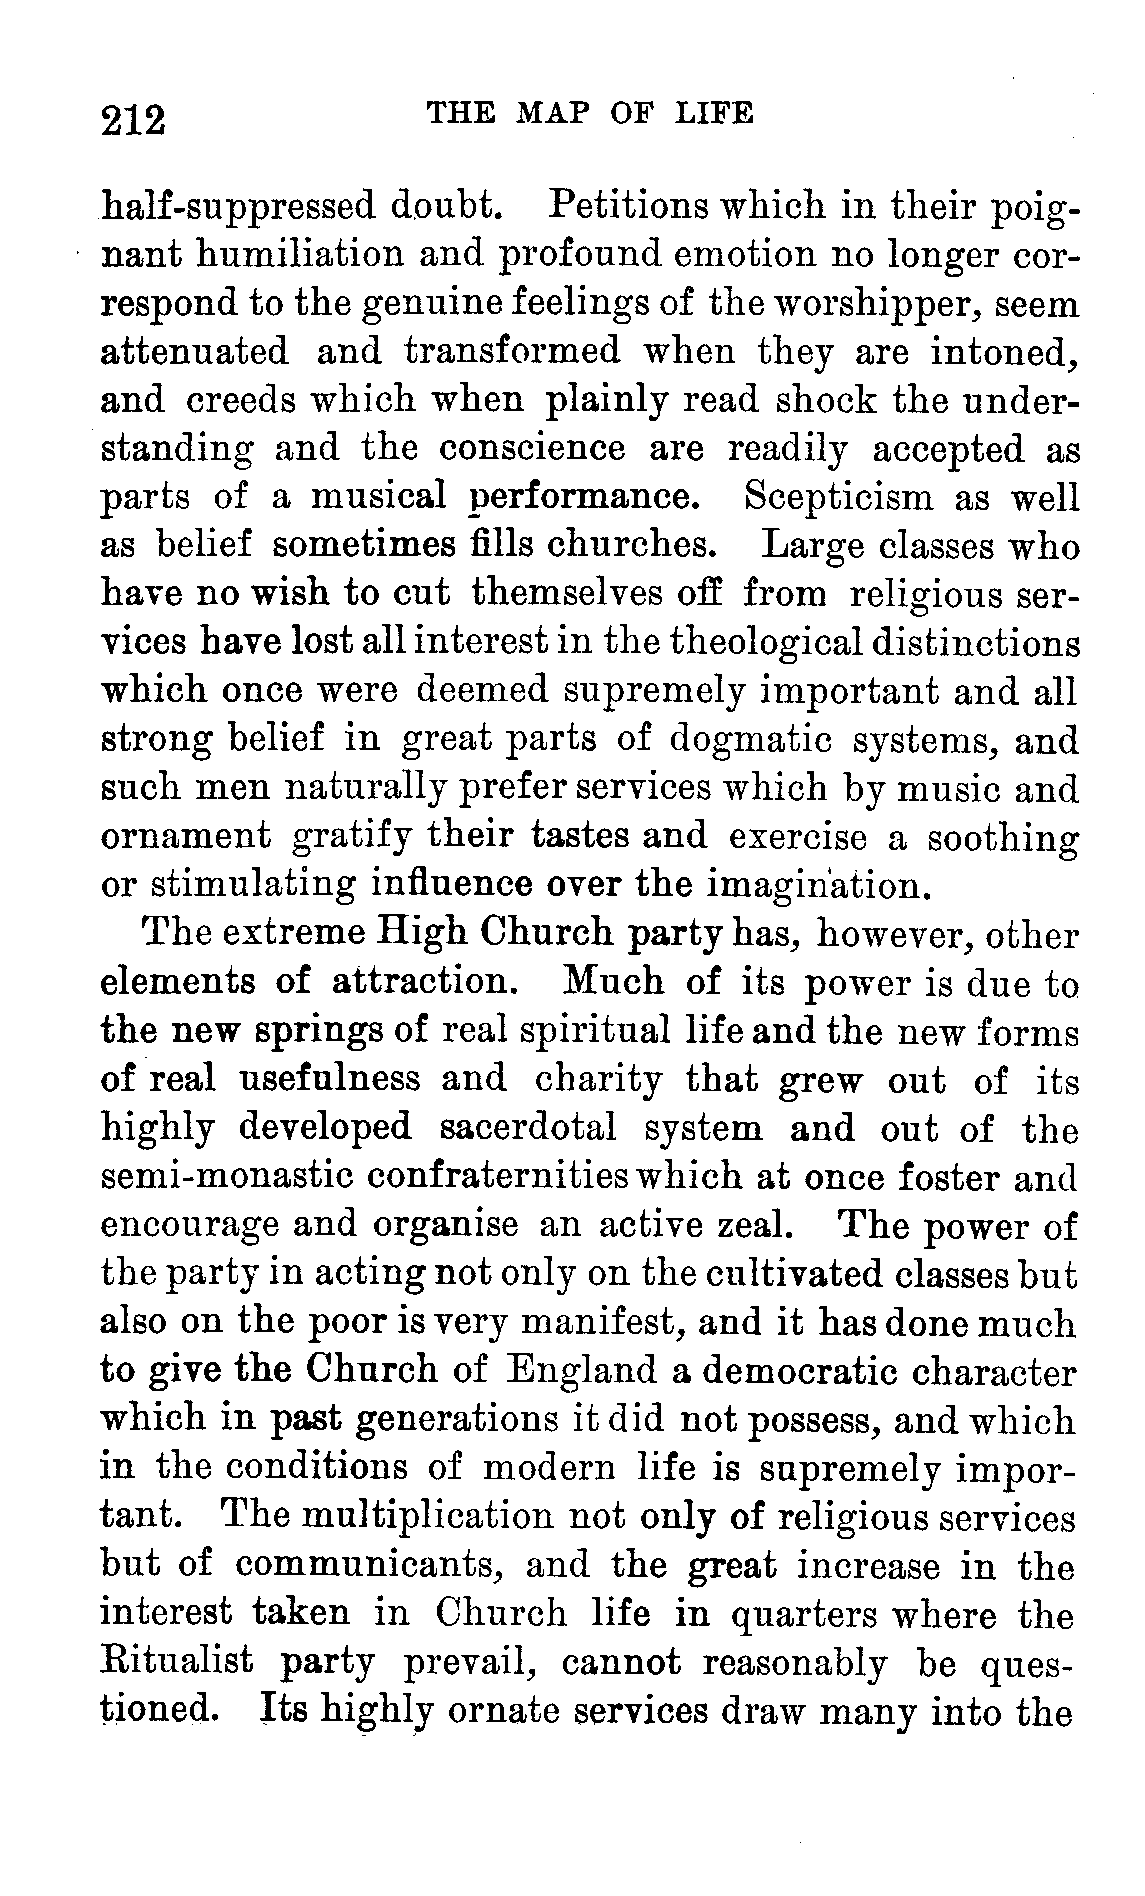 212 THE MAP OF LIFE
half-suppressed doubt. Petitions which in their poig-
nant humiliation and profound emotion no longer cor-
respond to the genuine feelings of the worshipper, seem
attenuated and transformed when they are intoned,
and creeds which when plainly read shock the under-
standing and the conscience are readily accepted as
parts of a musical performance. Scepticism as well
as belief sometimes fills churches. Large classes who
have no wish to cut themselves off from religious ser-
vices have lost all interest in the theological distinctions
which once were deemed supremely important and all
strong belief in great parts of dogmatic systems, and
such men naturally prefer services which by music and
ornament gratify their tastes and exercise a soothing
or stimulating influence over the imagination.
The extreme High Church party has, however, other
elements of attraction. Much of its power is due to
the new springs of real spiritual life and the new forms
of real usefulness and charity that grew out of its
highly developed sacerdotal system and out of the
semi-monastic confraternities which at once foster and
encourage and organise an active zeal. The power of
the party in acting not only on the cultivated classes but
also on the poor is very manifest, and it has done much
to give the Church of England a democratic character
which in past generations it did not possess, and which
in the conditions of modern life is supremely impor-
tant. The multiplication not only of religious services
but of communicants, and the great increase in the
interest taken in Church life in quarters where the
Ritualist party prevail, cannot reasonably be ques-
tioned. Its highly ornate services draw many into the